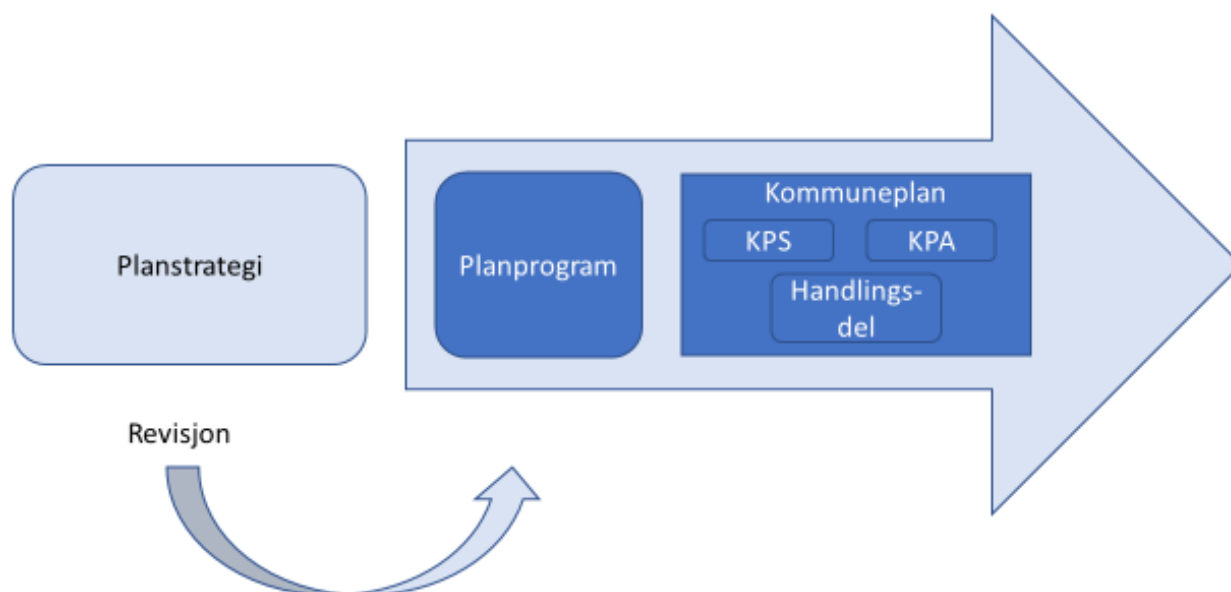 Planstrategi
Planprogram
Kommuneplan
KPS
KPA
Handlings-
del
Revisjon